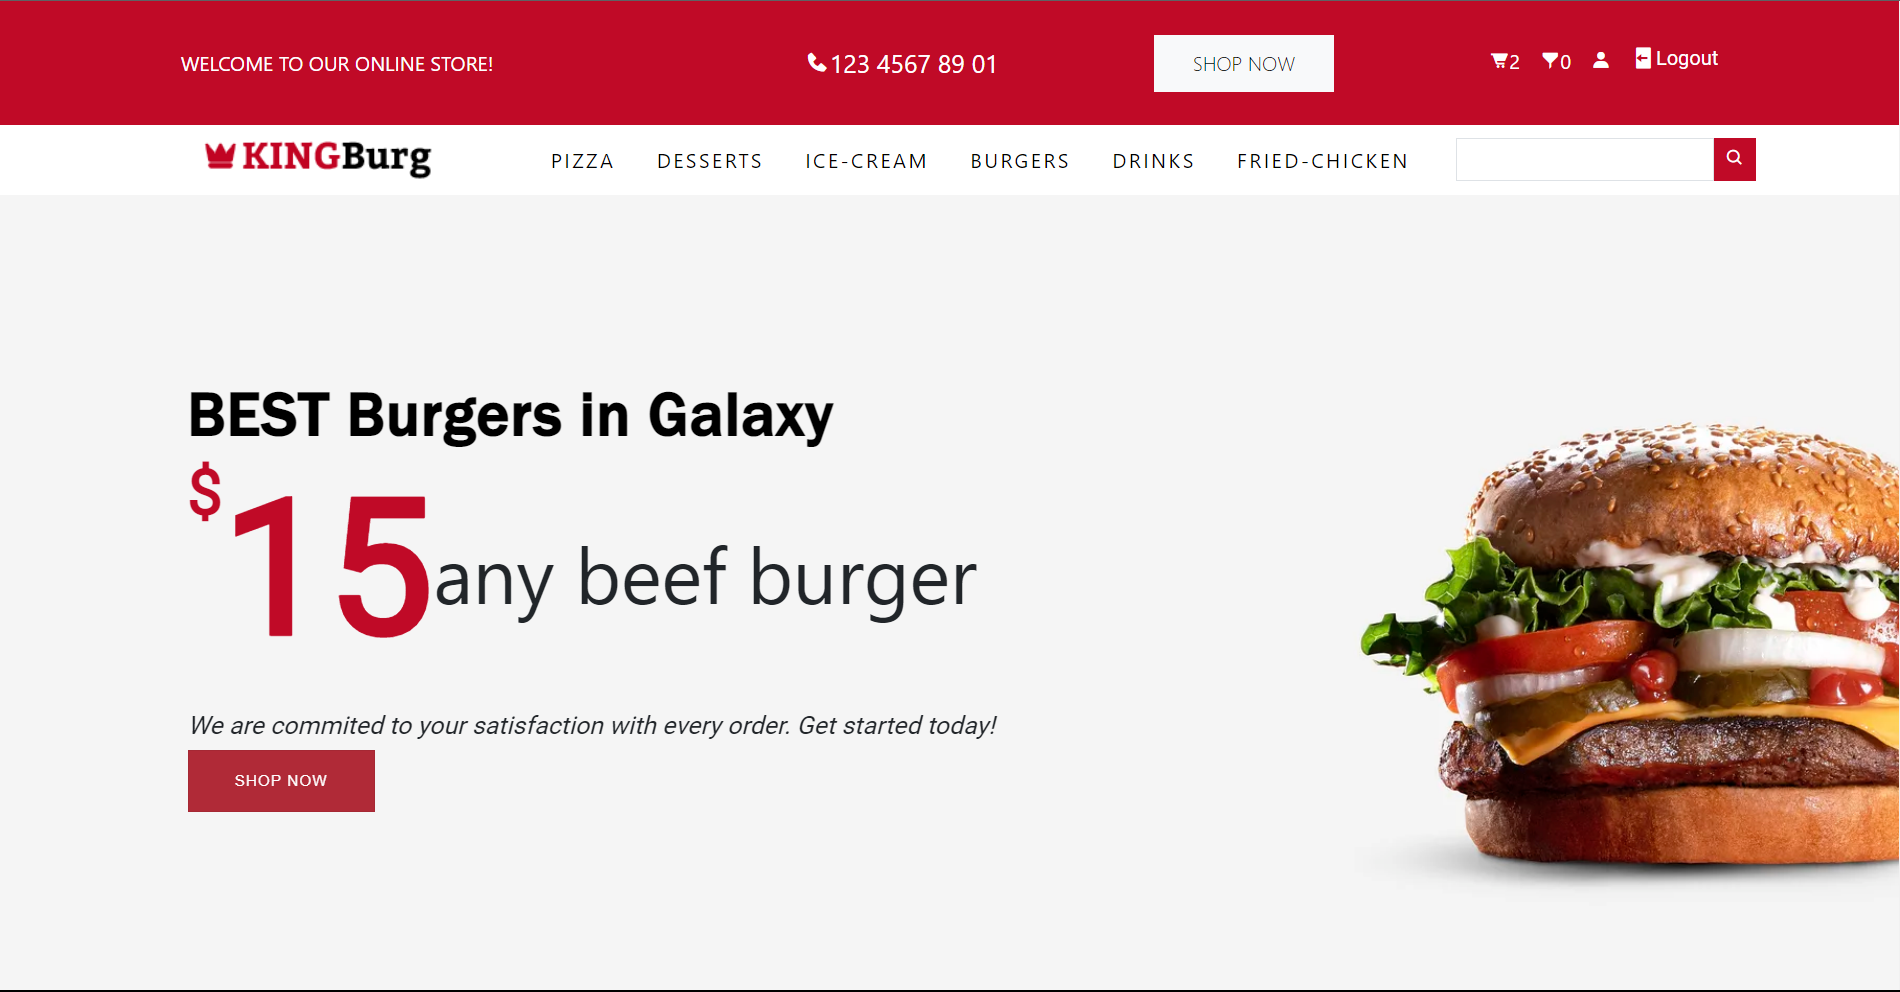 WELCOME TO OUR ONLINE STORE!
123 4567 89 01
SHOP NOW
2
0
Logout
KINGBurg
PIZZA
DESSERTS
ICE-CREAM
BURGERS
DRINKS
FRIED-CHICKEN
BEST Burgers in Galaxy
$15 any beef burger
We are commited to your satisfaction with every order. Get started today!
SHOP NOW